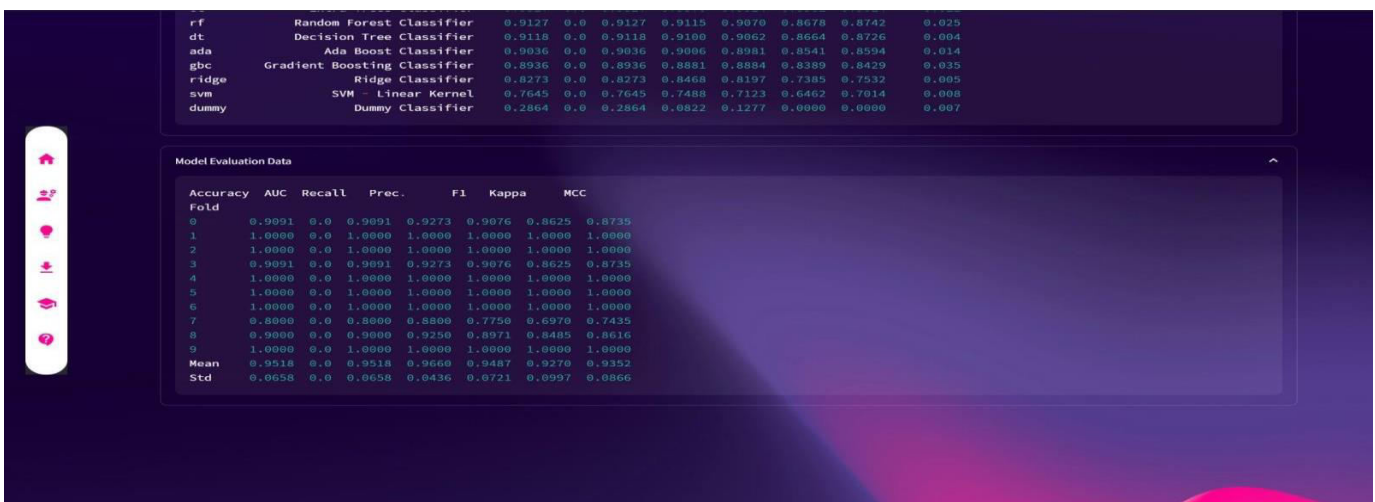 rf Random Forest Classifier 0.9127 0.0 0.9127 0.9115 0.9070 0.8678 0.8742 0.025
dt Decision Tree Classifier 0.9118 0.0 0.9118 0.9100 0.9062 0.8664 0.8726 0.004
ada Ada Boost Classifier 0.9036 0.0 0.9036 0.9006 0.8981 0.8541 0.8594 0.014
gbc Gradient Boosting Classifier 0.8936 0.0 0.8936 0.8881 0.8884 0.8389 0.8429 0.035
ridge Ridge Classifier 0.8273 0.0 0.8273 0.8468 0.8197 0.7385 0.7532 0.005
svm SVM - Linear Kernel 0.7645 0.0 0.7645 0.7488 0.7123 0.6462 0.7014 0.008
dummy Dummy Classifier 0.2864 0.0 0.2864 0.0822 0.1277 0.0000 0.0000 0.007
Model Evaluation Data
Accuracy AUC Recall Prec. F1 Kappa MCC
Fold
0 0.9091 0.0 0.9091 0.9273 0.9076 0.8625 0.8735
1 1.0000 0.0 1.0000 1.0000 1.0000 1.0000 1.0000
2 1.0000 0.0 1.0000 1.0000 1.0000 1.0000 1.0000
3 0.9091 0.0 0.9091 0.9273 0.9076 0.8625 0.8735
4 1.0000 0.0 1.0000 1.0000 1.0000 1.0000 1.0000
5 1.0000 0.0 1.0000 1.0000 1.0000 1.0000 1.0000
6 1.0000 0.0 1.0000 1.0000 1.0000 1.0000 1.0000
7 0.8000 0.0 0.8000 0.8800 0.7750 0.6970 0.7435
8 0.9000 0.0 0.9000 0.9250 0.8971 0.8485 0.8616
9 1.0000 0.0 1.0000 1.0000 1.0000 1.0000 1.0000
Mean 0.9518 0.0 0.9518 0.9660 0.9487 0.9270 0.9352
Std 0.0658 0.0 0.0658 0.0436 0.0721 0.0997 0.0866